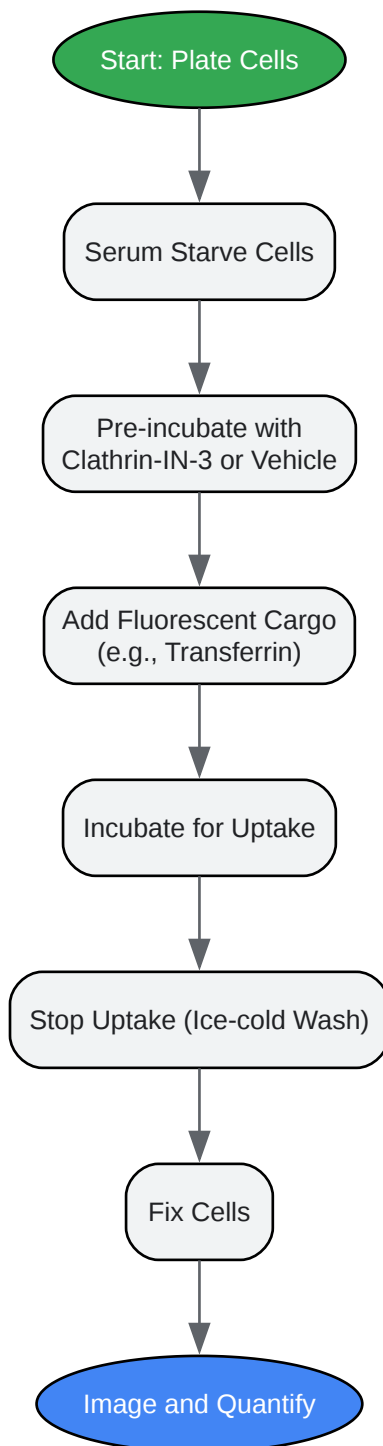 Start: Plate Cells
Serum Starve Cells
Pre-incubate with
Clathrin-IN-3 or Vehicle
Add Fluorescent Cargo
(e.g., Transferrin)
Incubate for Uptake
Stop Uptake (Ice-cold Wash)
Fix Cells
Image and Quantify